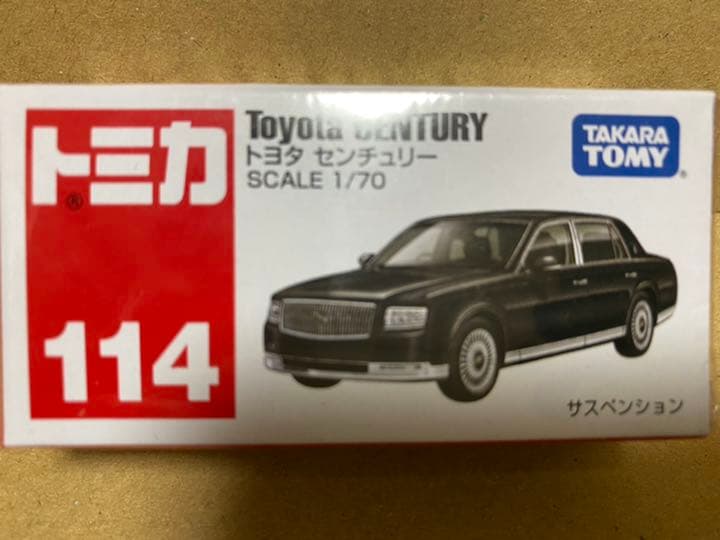 トミカ®
114
Toyota CENTURY
トヨタ センチュリー
SCALE 1/70
TAKARA
TOMY®
サスペンション